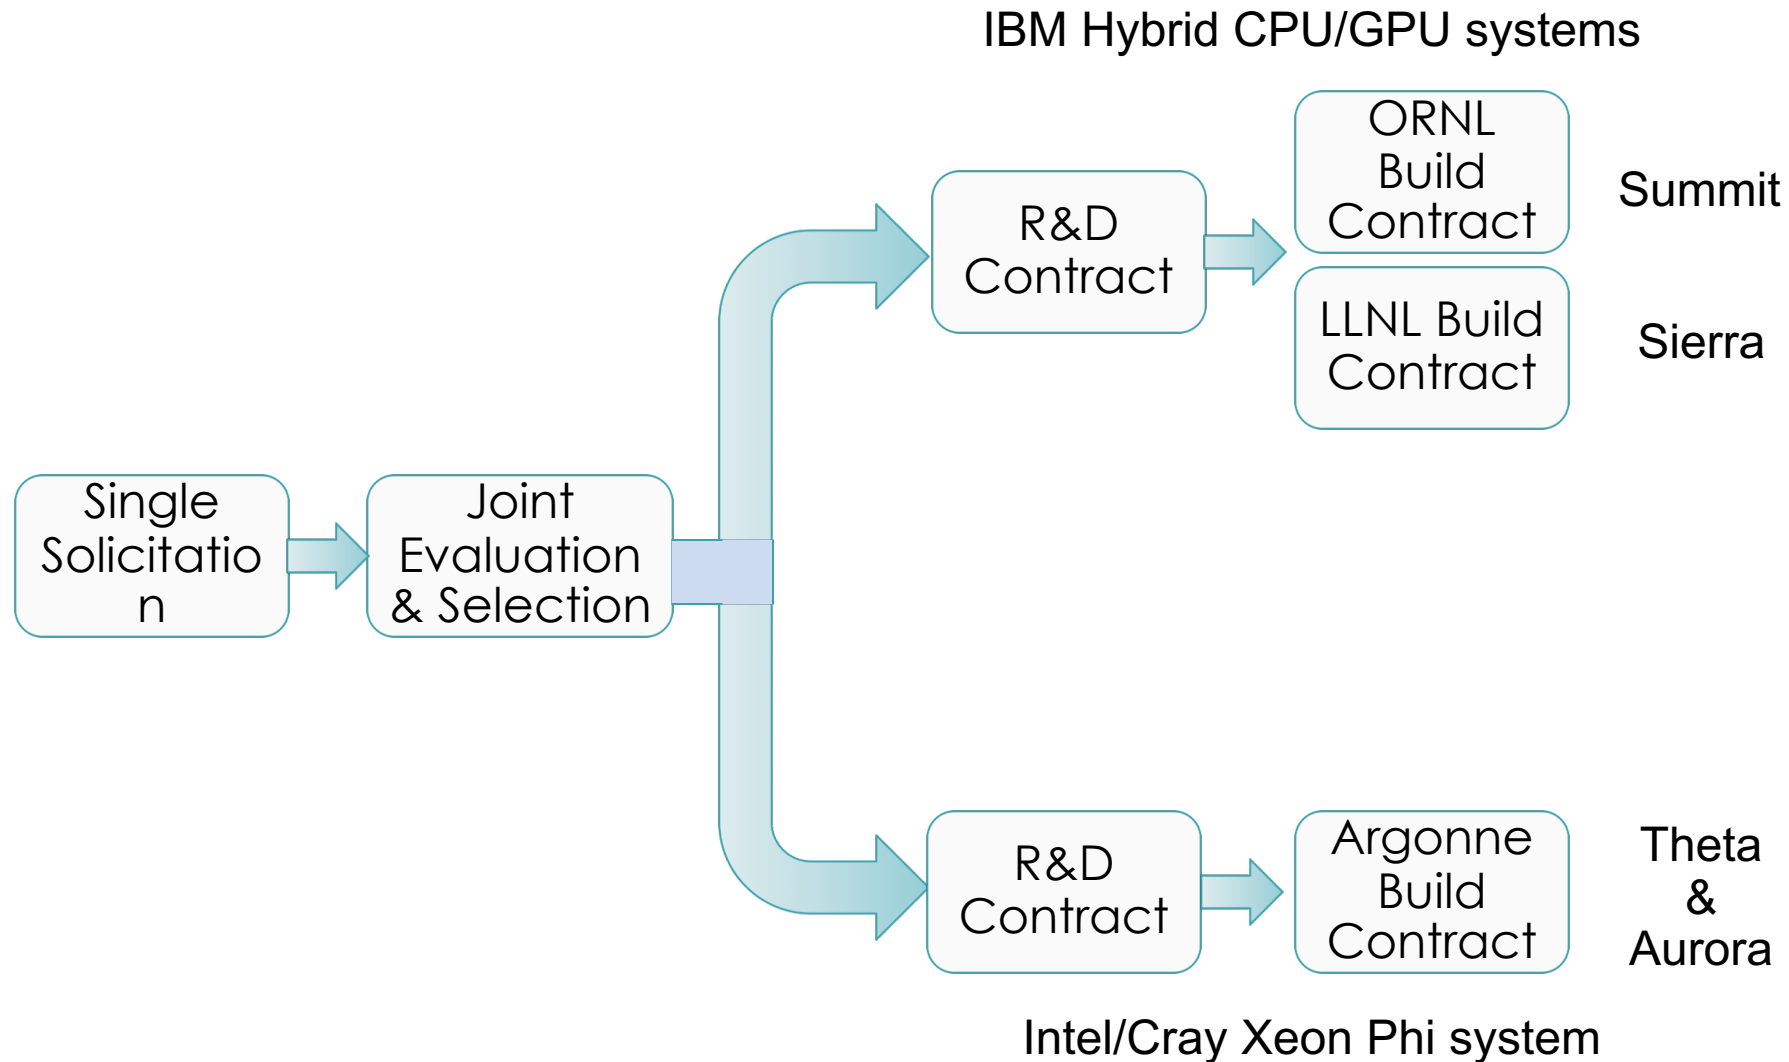 IBM Hybrid CPU/GPU systems
ORNL
Build
Contract
Summit
R&D
Contract
LLNL Build
Contract
Sierra
Single
Solicitatio
n
Joint
Evaluation
& Selection
R&D
Contract
Argonne
Build
Contract
Theta
&
Aurora
Intel/Cray Xeon Phi system